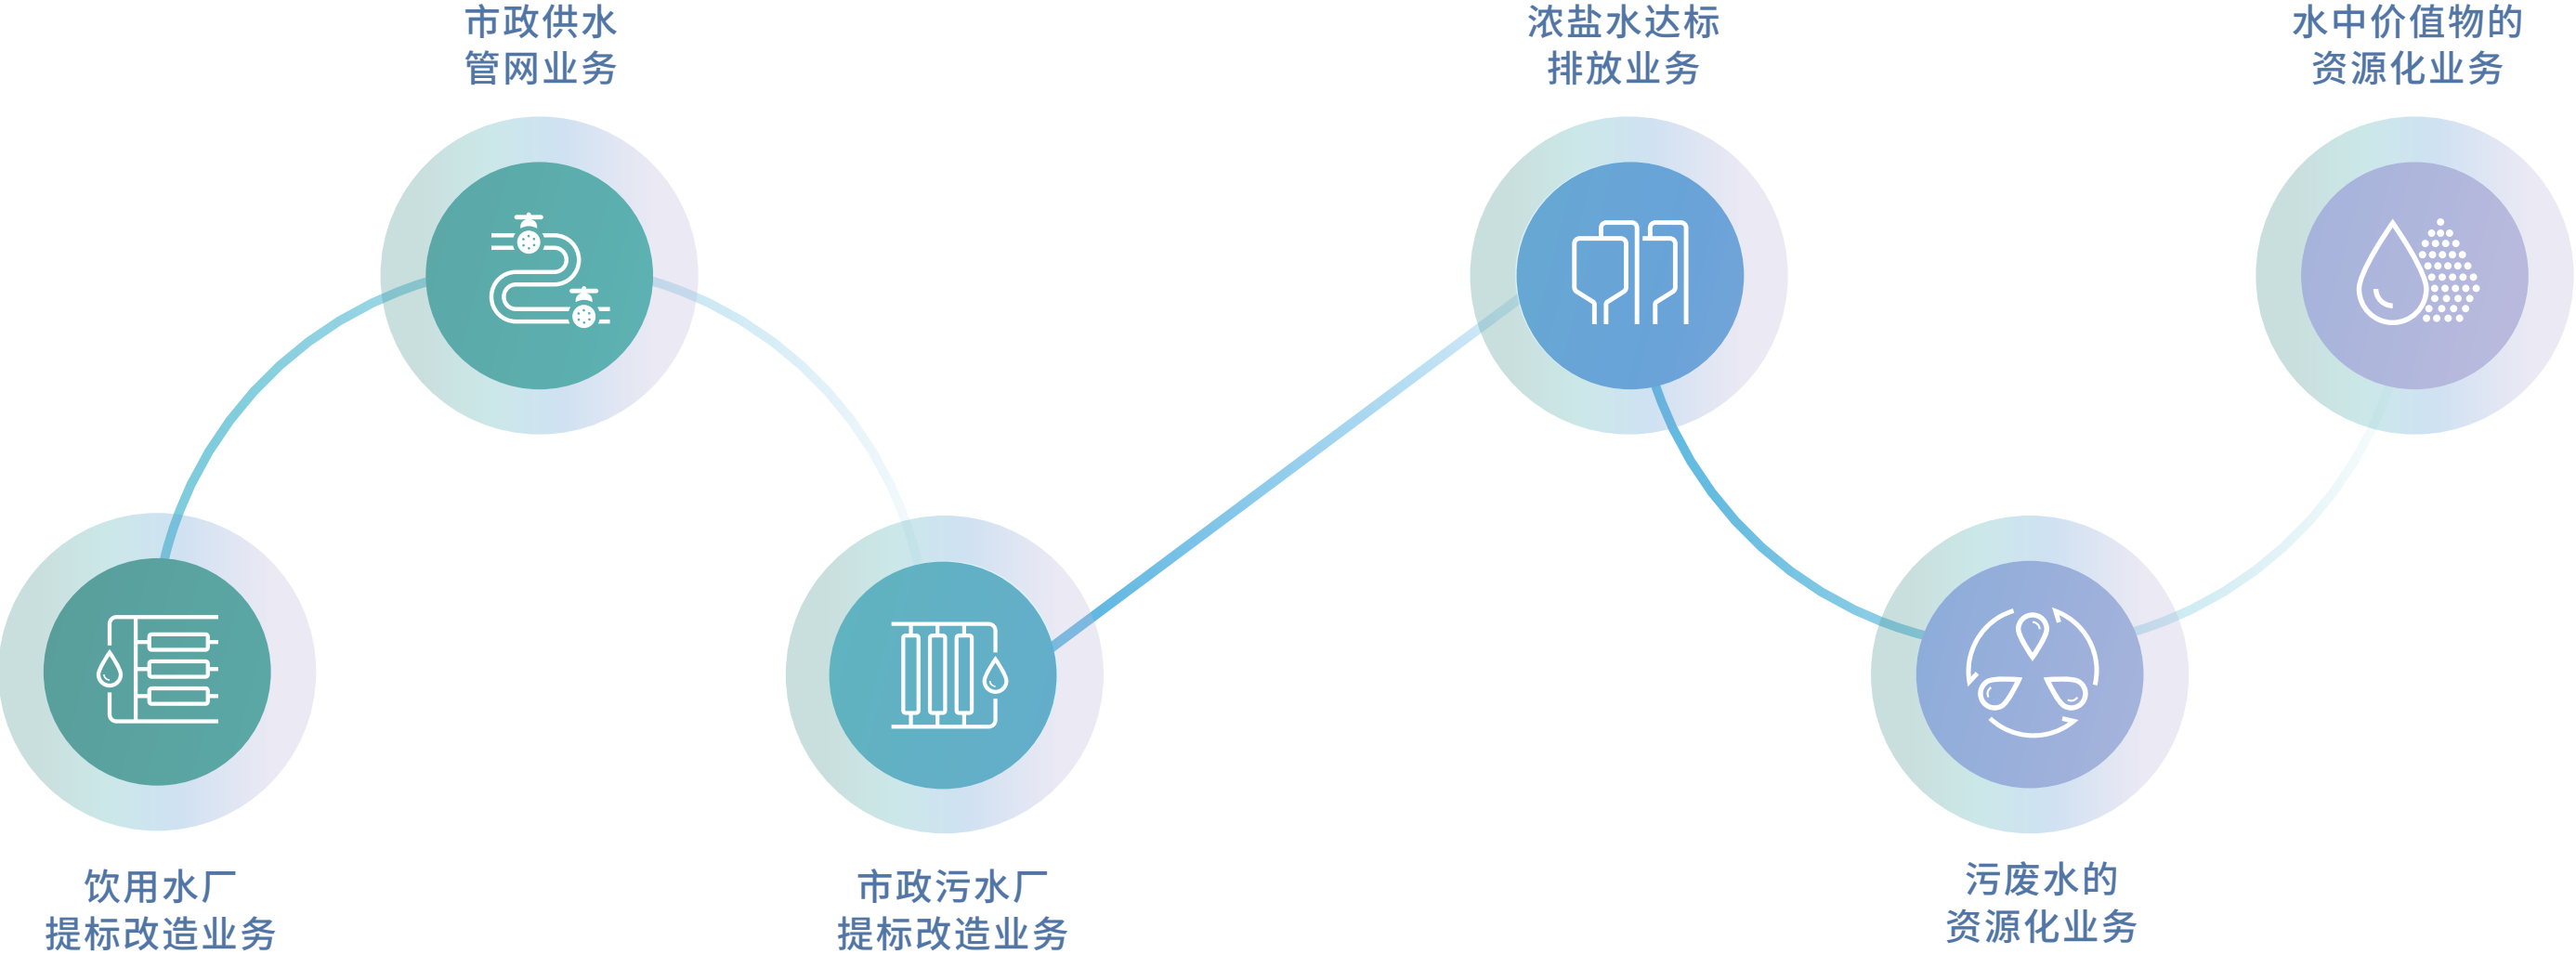 市政供水
管网业务
浓盐水达标
排放业务
水中价值物的
资源化业务
饮用水厂
提标改造业务
市政污水厂
提标改造业务
污废水的
资源化业务